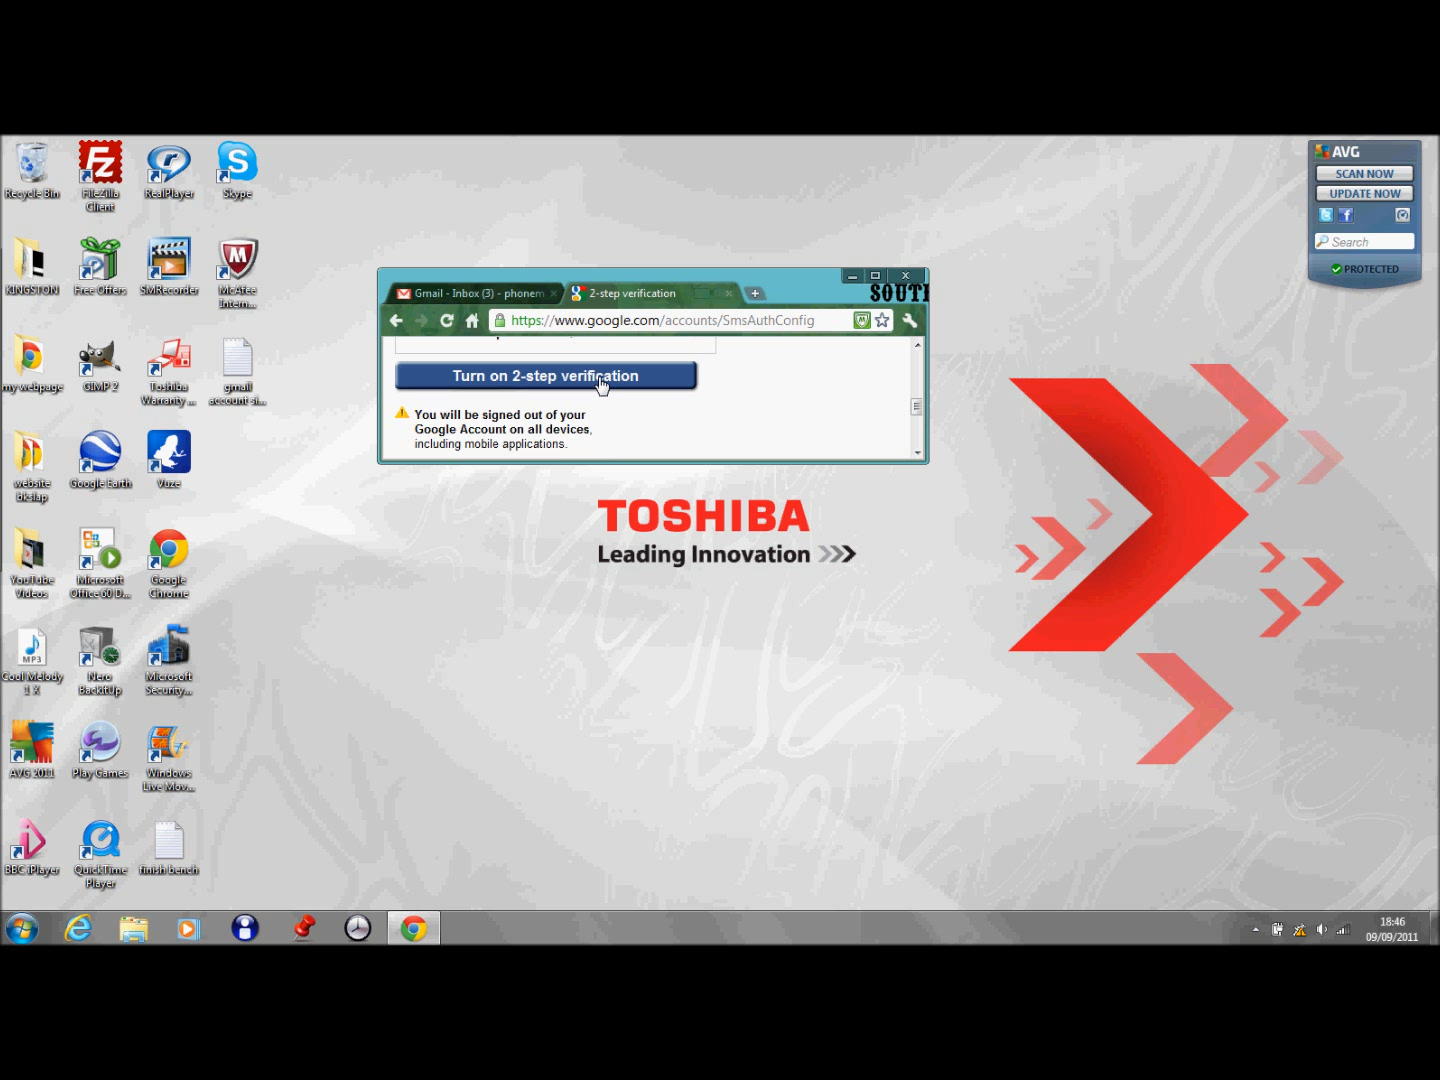 Recycle Bin
FileZilla
Client
RealPlayer
Skype
KINGSTON
Free Offers
SMRecorder
McAfee
Intern...
my webpage
GIMP 2
Toshiba
Warranty ...
gmail
account si...
website
Google Earth
Vuze
YouTube
Videos
Microsoft
Office 60 D...
Google
Chrome
MP3
Cool Melody
1 X
Nero
BackItUp
Microsoft
Security...
AVG 2011
Play Games
Windows
Live Mov...
BBC iPlayer
QuickTime
Player
finish bench
Gmail - Inbox (3) - phonem
2-step verification
SOUTH
https://www.google.com/accounts/SmsAuthConfig
Turn on 2-step verification
You will be signed out of your
Google Account on all devices,
including mobile applications.
TOSHIBA
Leading Innovation >>>
AVG
SCAN NOW
UPDATE NOW
Search
PROTECTED
18:46
09/09/2011